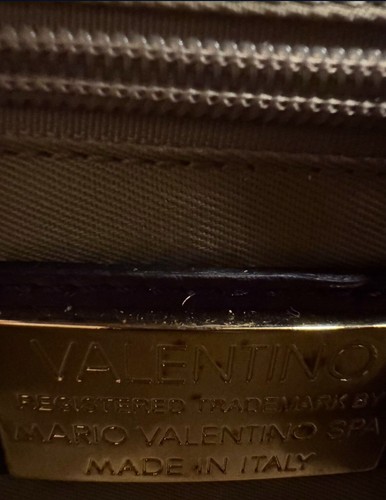 VALENTINO
REGISTERED TRADEMARK BY
MARIO VALENTINO SPA
MADE IN ITALY